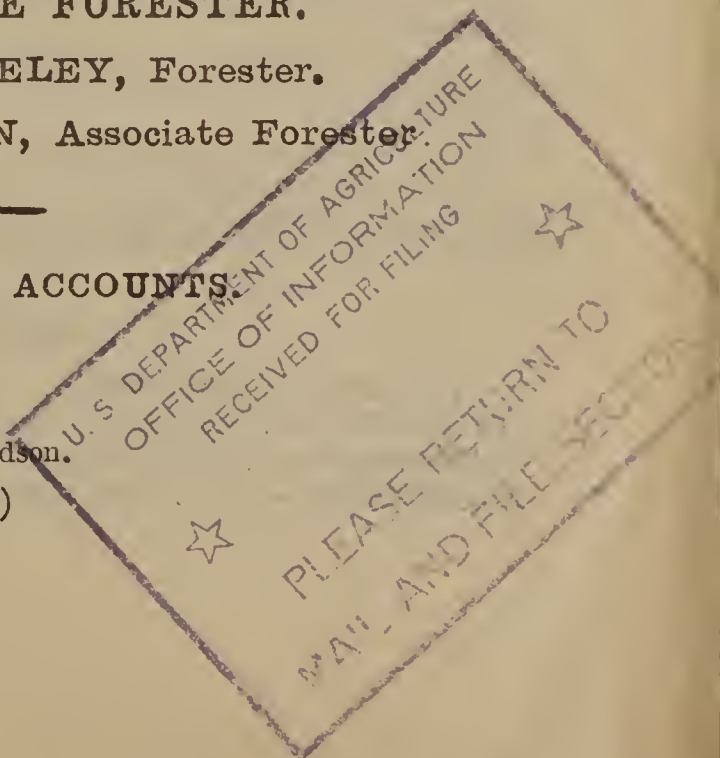 E FORESTER.
ELEY, Forester.
N, Associate Forester.
ACCOUNTS.
dson.
)
U. S DEPARTMENT OF AGRICULTURE
OFFICE OF INFORMATION
RECEIVED FOR FILING
PLEASE RETURN TO
MAIL AND FILE SECTION